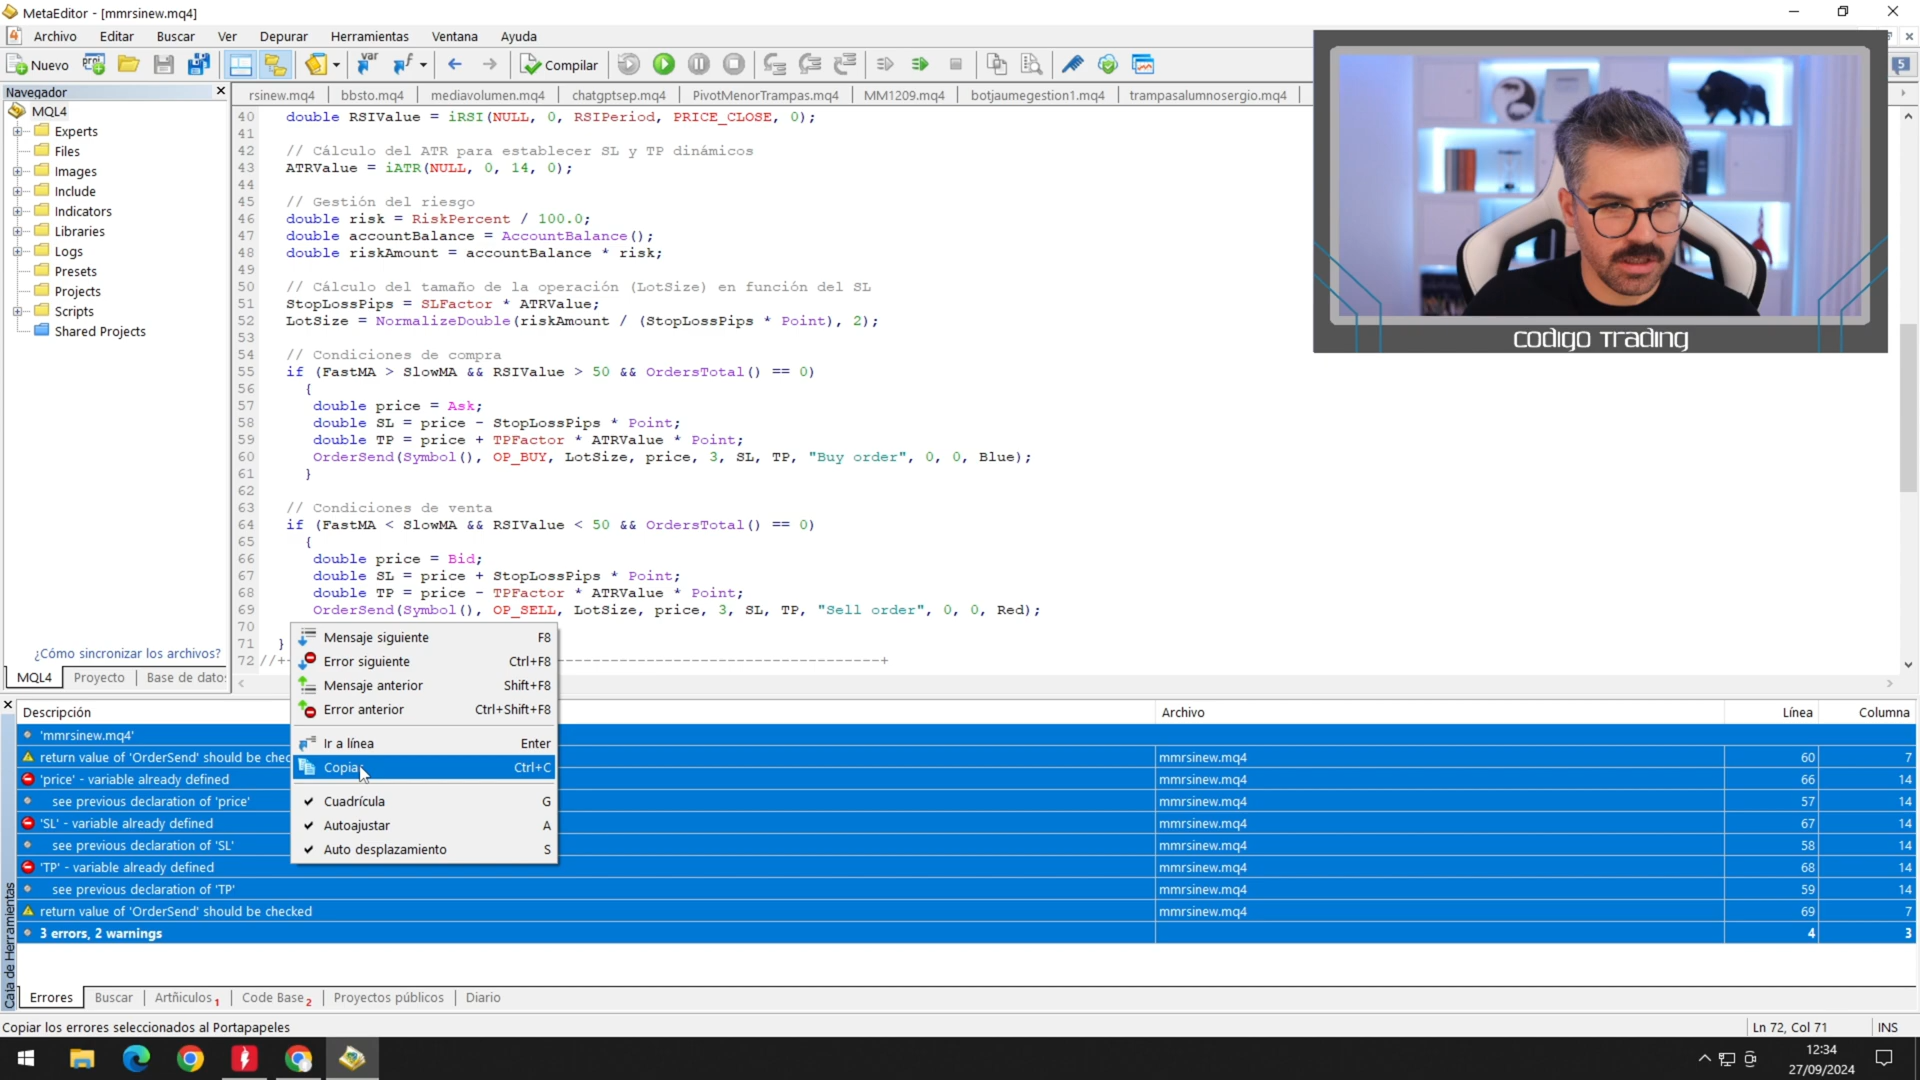 MetaEditor - [mmrsinew.mq4]
Archivo Editar Buscar Ver Depurar Herramientas Ventana Ayuda
Nuevo Compilar 5
Navegador
MQL4
Experts
Files
Images
Include
Indicators
Libraries
Logs
Presets
Projects
Scripts
Shared Projects
¿Cómo sincronizar los archivos?
MQL4 Proyecto Base de dato
rsinew.mq4 bbsto.mq4 mediavolumen.mq4 chatgptsep.mq4 PivotMenorTrampas.mq4 MM1209.mq4 botjaumegestion1.mq4 trampasalumnosergio.mq4
40 double RSIValue = iRSI(NULL, 0, RSIPeriod, PRICE_CLOSE, 0);
41
42 // Cálculo del ATR para establecer SL y TP dinámicos
43 ATRValue = iATR(NULL, 0, 14, 0);
44
45 // Gestión del riesgo
46 double risk = RiskPercent / 100.0;
47 double accountBalance = AccountBalance();
48 double riskAmount = accountBalance * risk;
49
50 // Cálculo del tamaño de la operación (LotSize) en función del SL
51 StopLossPips = SLFactor * ATRValue;
52 LotSize = NormalizeDouble(riskAmount / (StopLossPips * Point), 2);
53
54 // Condiciones de compra
55 if (FastMA > SlowMA && RSIValue > 50 && OrdersTotal() == 0)
56 {
57 double price = Ask;
58 double SL = price - StopLossPips * Point;
59 double TP = price + TPFactor * ATRValue * Point;
60 OrderSend(Symbol(), OP_BUY, LotSize, price, 3, SL, TP, "Buy order", 0, 0, Blue);
61 }
62
63 // Condiciones de venta
64 if (FastMA < SlowMA && RSIValue < 50 && OrdersTotal() == 0)
65 {
66 double price = Bid;
67 double SL = price + StopLossPips * Point;
68 double TP = price - TPFactor * ATRValue * Point;
69 OrderSend(Symbol(), OP_SELL, LotSize, price, 3, SL, TP, "Sell order", 0, 0, Red);
70
71 }
72 //+------------------------------------------------------------------+
codigo Trading
Mensaje siguiente F8
Error siguiente Ctrl+F8
Mensaje anterior Shift+F8
Error anterior Ctrl+Shift+F8
Ir a línea Enter
Copiar Ctrl+C
Cuadrícula G
Autoajustar A
Auto desplazamiento S
Descripción Archivo Línea Columna
'mmrsinew.mq4'
return value of 'OrderSend' should be chec mmrsinew.mq4 60 7
'price' - variable already defined mmrsinew.mq4 66 14
see previous declaration of 'price' mmrsinew.mq4 57 14
'SL' - variable already defined mmrsinew.mq4 67 14
see previous declaration of 'SL' mmrsinew.mq4 58 14
'TP' - variable already defined mmrsinew.mq4 68 14
see previous declaration of 'TP' mmrsinew.mq4 59 14
return value of 'OrderSend' should be checked mmrsinew.mq4 69 7
3 errors, 2 warnings 4 3
Caja de Herramientas
Errores Buscar Artñiculos 1 Code Base 2 Proyectos públicos Diario
Copiar los errores seleccionados al Portapapeles Ln 72, Col 71 INS
12:34
27/09/2024